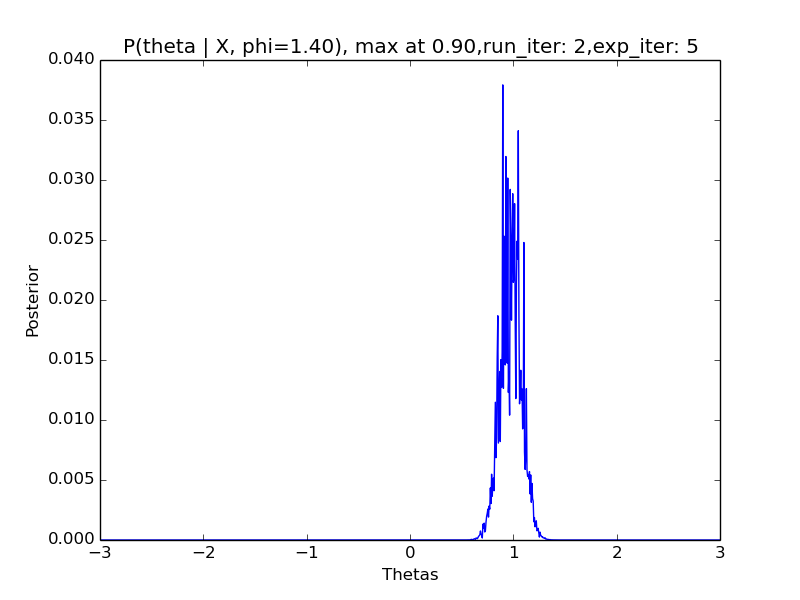 P(theta | X, phi=1.40), max at 0.90,run_iter: 2,exp_iter: 5
0.040
0.035
0.030
0.025
0.020
0.015
0.010
0.005
0.000
Posterior
−3 −2 −1 0 1 2 3
Thetas